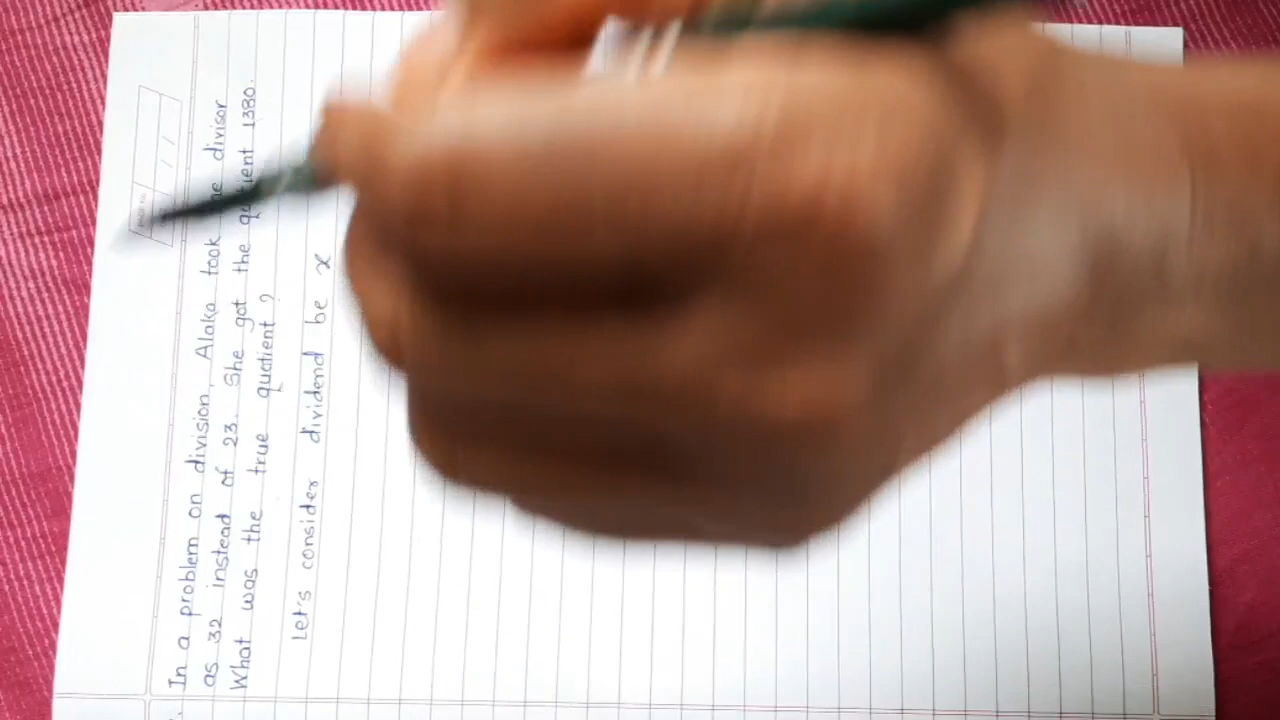 In a problem on division, Alaka took the divisor
as 32 instead of 23. She got the quotient 1380.
What was the true quotient ?
Let's consider dividend be x